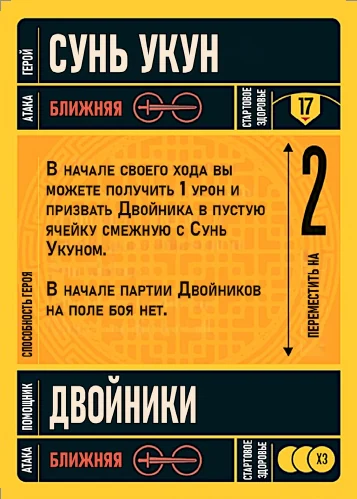 ГЕРОЙ
СУНЬ УКУН
АТАКА
БЛИЖНЯЯ
СТАРТОВОЕ
ЗДОРОВЬЕ
17
СПОСОБНОСТЬ ГЕРОЯ
В НАЧАЛЕ СВОЕГО ХОДА ВЫ
МОЖЕТЕ ПОЛУЧИТЬ 1 УРОН И
ПРИЗВАТЬ ДВОЙНИКА В ПУСТУЮ
ЯЧЕЙКУ СМЕЖНУЮ С СУНЬ
УКУНОМ.
В НАЧАЛЕ ПАРТИИ ДВОЙНИКОВ
НА ПОЛЕ БОЯ НЕТ.
ПЕРЕМЕСТИТЬ НА
2
ПОМОЩНИК
ДВОЙНИКИ
АТАКА
БЛИЖНЯЯ
СТАРТОВОЕ
ЗДОРОВЬЕ
X3